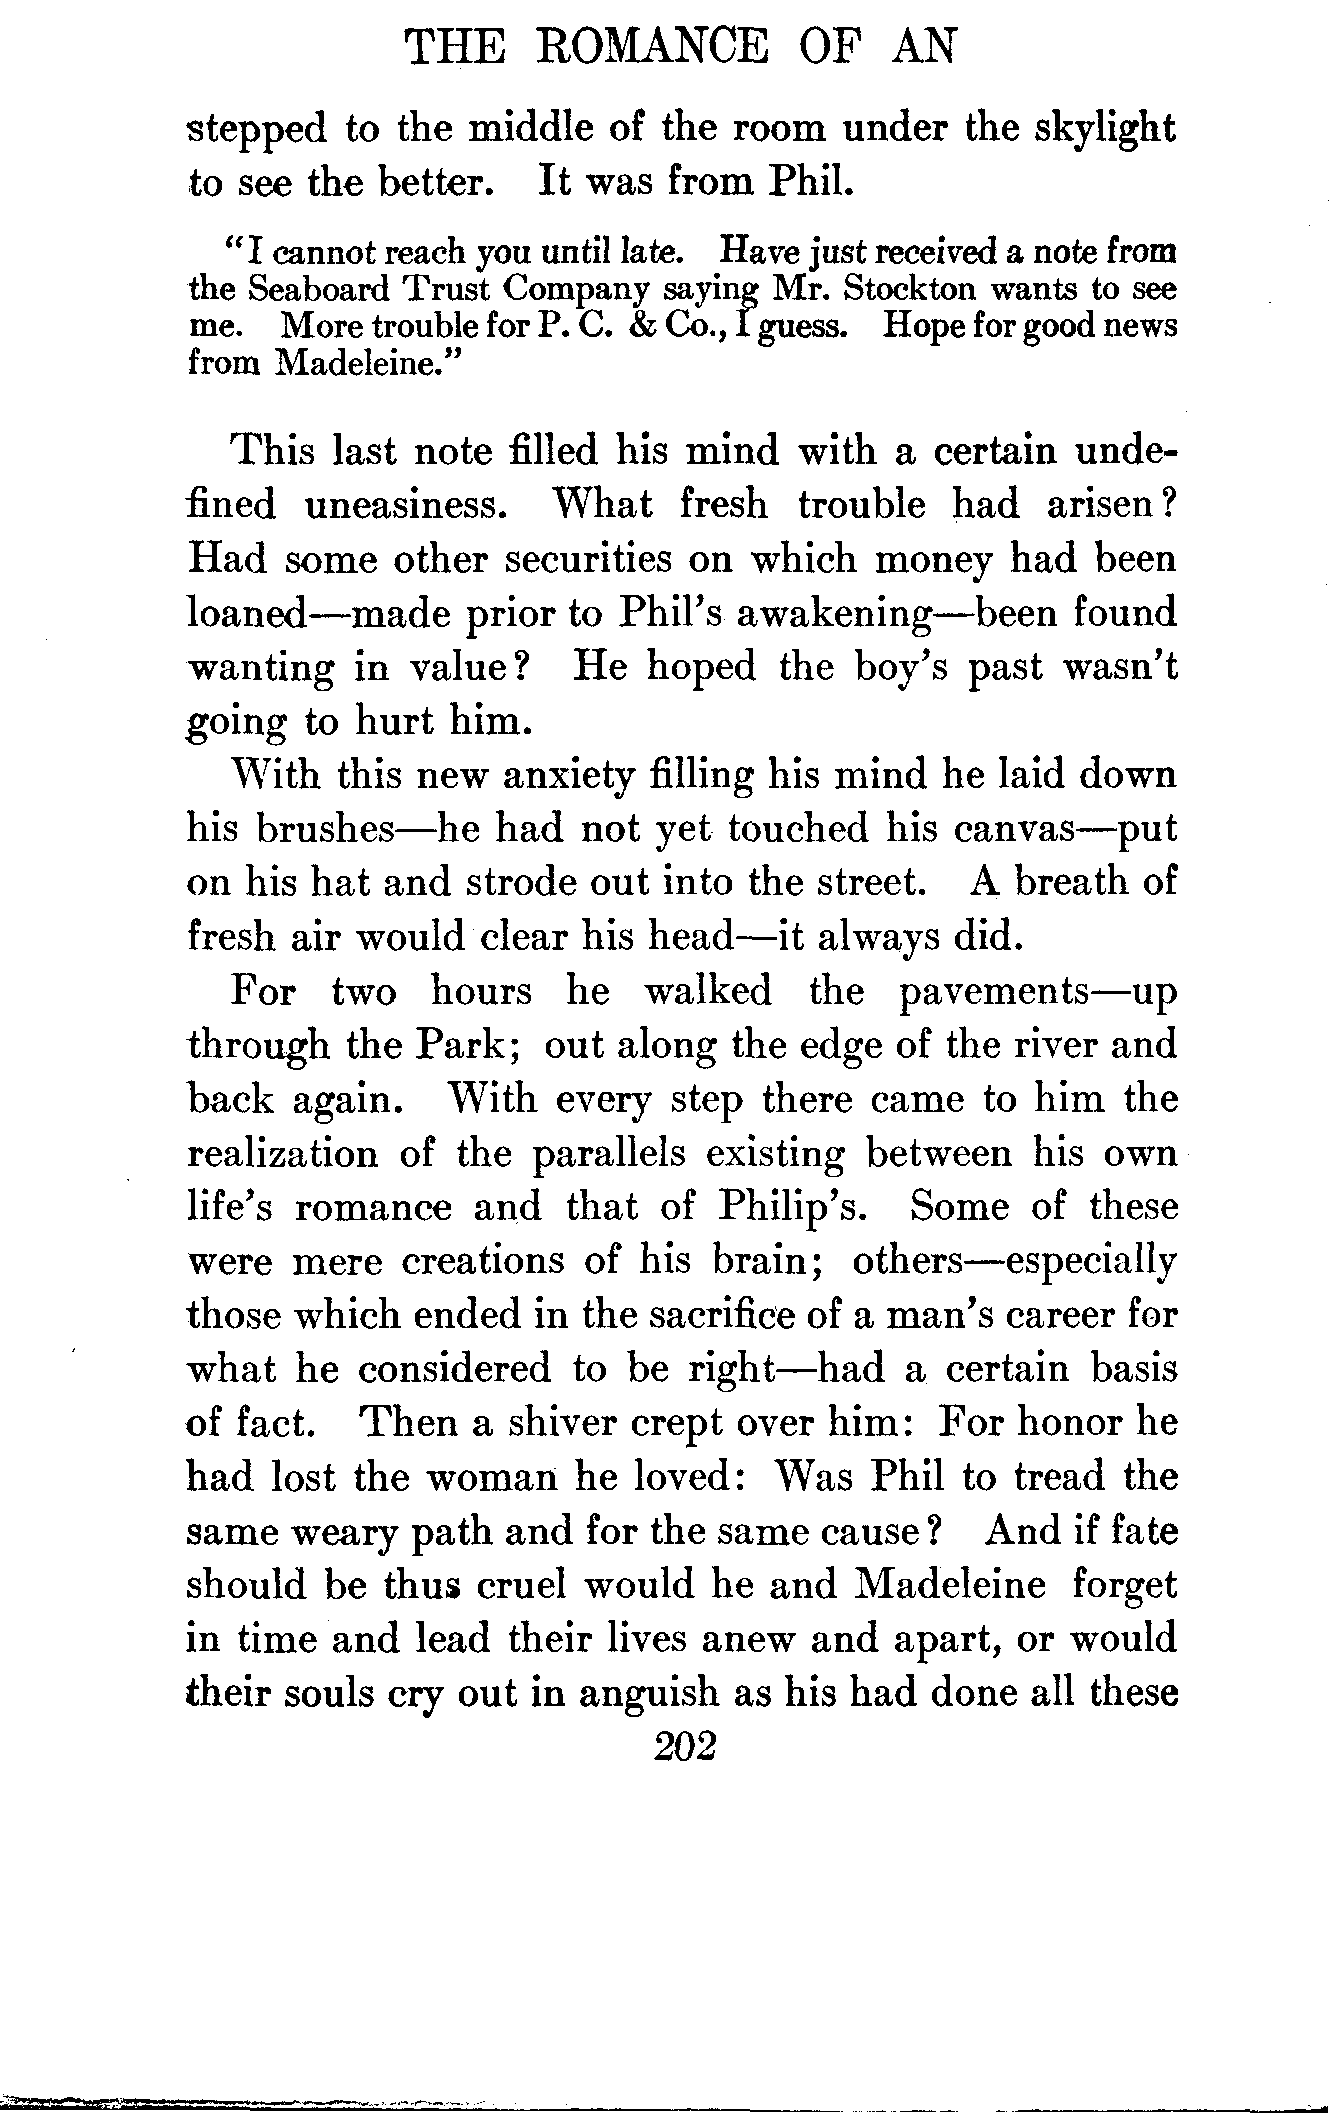 THE ROMANCE OF AN
stepped to the middle of the room under the skylight
to see the better. It was from Phil.
“I cannot reach you until late. Have just received a note from
the Seaboard Trust Company saying Mr. Stockton wants to see
me. More trouble for P. C. & Co., I guess. Hope for good news
from Madeleine.”
This last note filled his mind with a certain unde-
fined uneasiness. What fresh trouble had arisen?
Had some other securities on which money had been
loaned—made prior to Phil's awakening—been found
wanting in value? He hoped the boy's past wasn't
going to hurt him.
With this new anxiety filling his mind he laid down
his brushes—he had not yet touched his canvas—put
on his hat and strode out into the street. A breath of
fresh air would clear his head—it always did.
For two hours he walked the pavements—up
through the Park; out along the edge of the river and
back again. With every step there came to him the
realization of the parallels existing between his own
life's romance and that of Philip's. Some of these
were mere creations of his brain; others—especially
those which ended in the sacrifice of a man's career for
what he considered to be right—had a certain basis
of fact. Then a shiver crept over him: For honor he
had lost the woman he loved: Was Phil to tread the
same weary path and for the same cause? And if fate
should be thus cruel would he and Madeleine forget
in time and lead their lives anew and apart, or would
their souls cry out in anguish as his had done all these
202